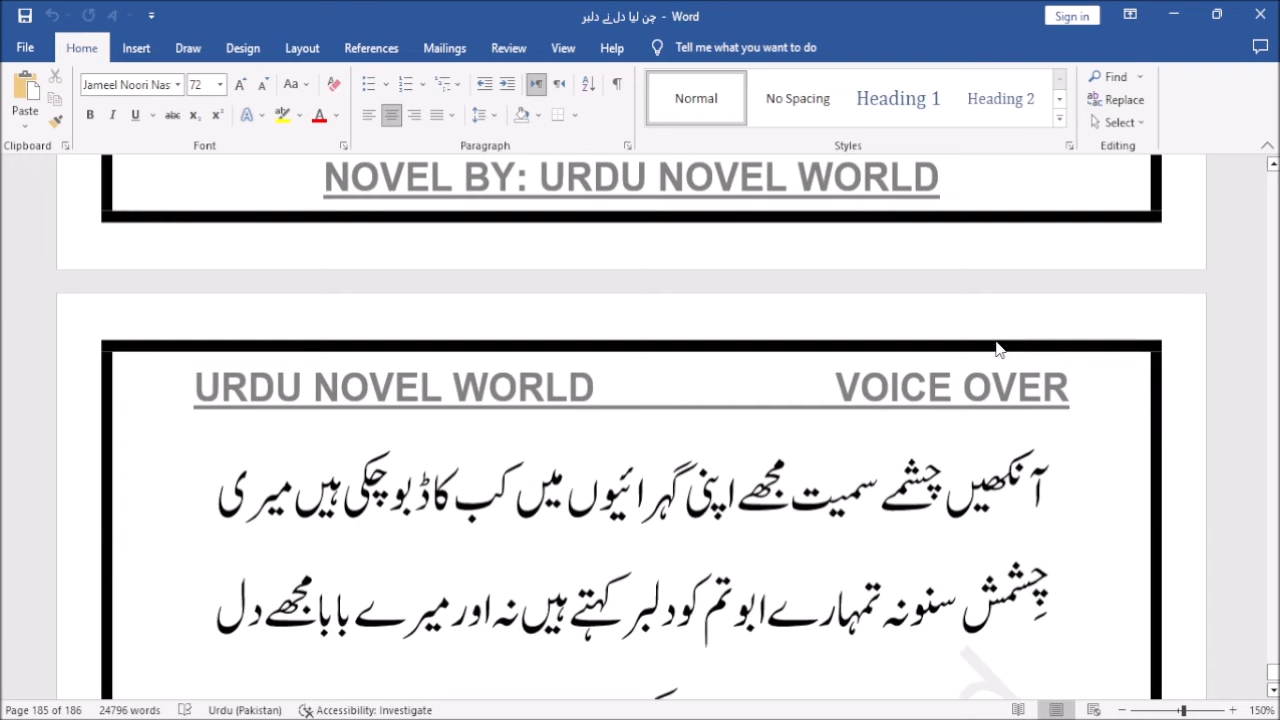 چن لیا دل نے دلبر - Word
Sign in
File Home Insert Draw Design Layout References Mailings Review View Help Tell me what you want to do
Paste
Jameel Noori Nas 72
Normal No Spacing Heading 1 Heading 2
Find
Replace
Select
Clipboard Font Paragraph Styles Editing
NOVEL BY: URDU NOVEL WORLD
URDU NOVEL WORLD VOICE OVER
آنکھیں چشمے سمیت مجھے اپنی گہرائیوں میں کب کا ڈبو چکی ہیں میری
چِشمش سنو نہ تمہارے ابو تم کو دلبر کہتے ہیں نہ اور میرے بابا مجھے دل
Page 185 of 186 24796 words Urdu (Pakistan) Accessibility: Investigate 150%